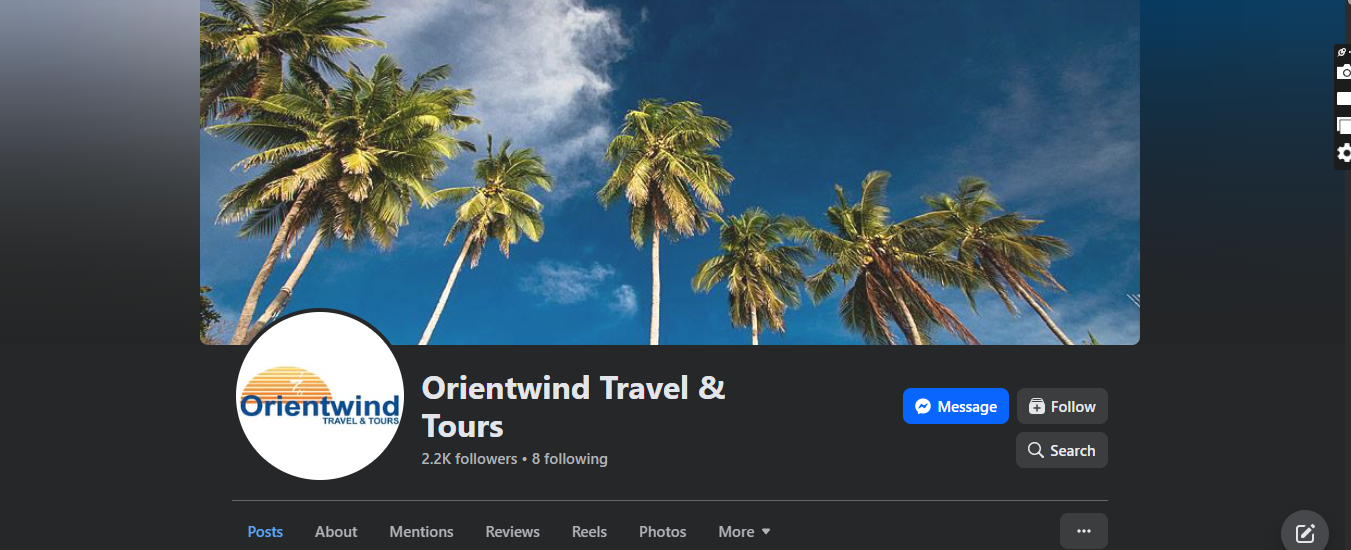 Orientwind
TRAVEL & TOURS
Orientwind Travel &
Tours
2.2K followers • 8 following
Message
Follow
Search
Posts
About
Mentions
Reviews
Reels
Photos
More